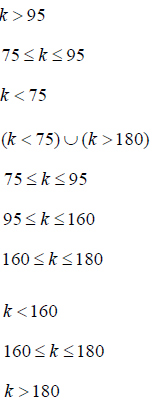 k > 95
75 ≤ k ≤ 95
k < 75
(k < 75) ∪ (k > 180)
75 ≤ k ≤ 95
95 ≤ k ≤ 160
160 ≤ k ≤ 180
k < 160
160 ≤ k ≤ 180
k > 180